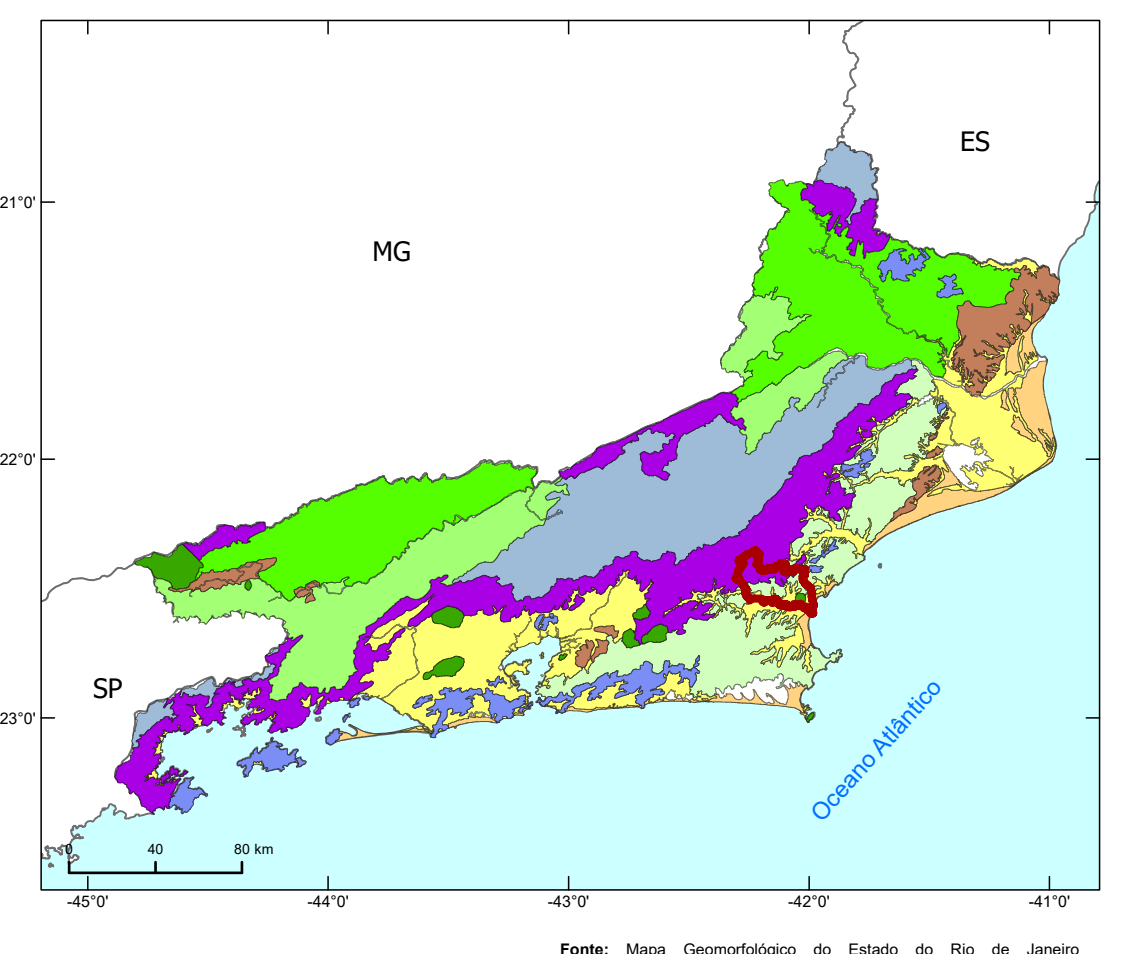 ES
MG
21°0'
22°0'
SP
23°0'
Oceano Atlântico
0 40 80 km
-45°0' -44°0' -43°0' -42°0' -41°0'
Fonte: Mapa Geomorfológico do Estado do Rio de Janeiro